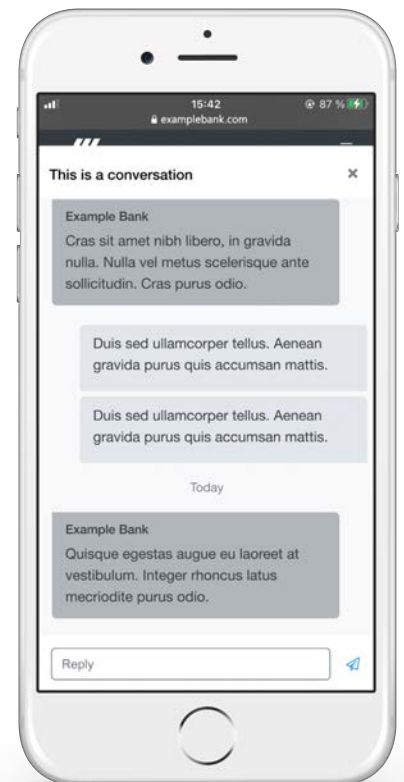 15:42
87 %
examplebank.com
This is a conversation
Example Bank
Cras sit amet nibh libero, in gravida
nulla. Nulla vel metus scelerisque ante
sollicitudin. Cras purus odio.
Duis sed ullamcorper tellus. Aenean
gravida purus quis accumsan mattis.
Duis sed ullamcorper tellus. Aenean
gravida purus quis accumsan mattis.
Today
Example Bank
Quisque egestas augue eu laoreet at
vestibulum. Integer rhoncus latus
mecriodite purus odio.
Reply